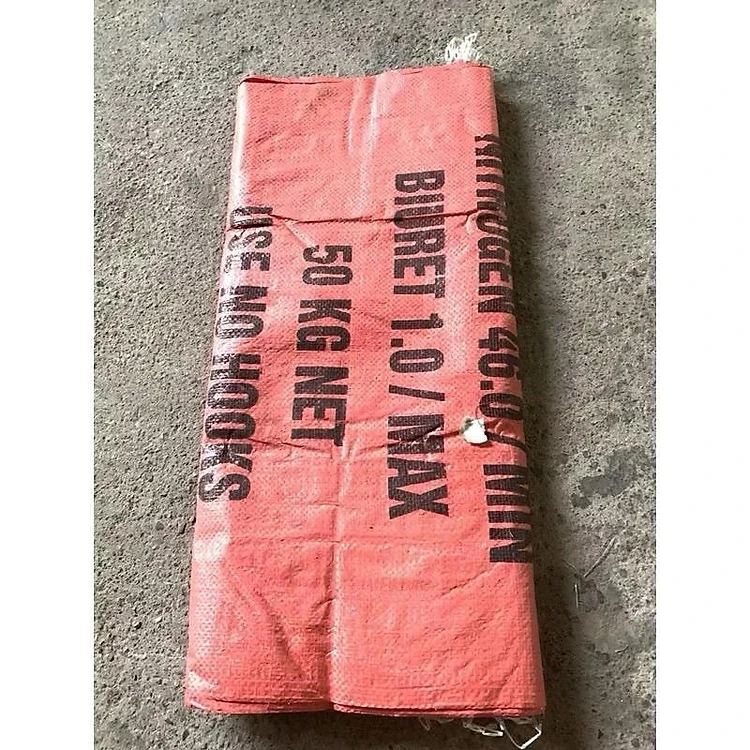 NITROGEN 46.0 / MIN
BIURET 1.0 / MAX
50 KG NET
USE NO HOOKS